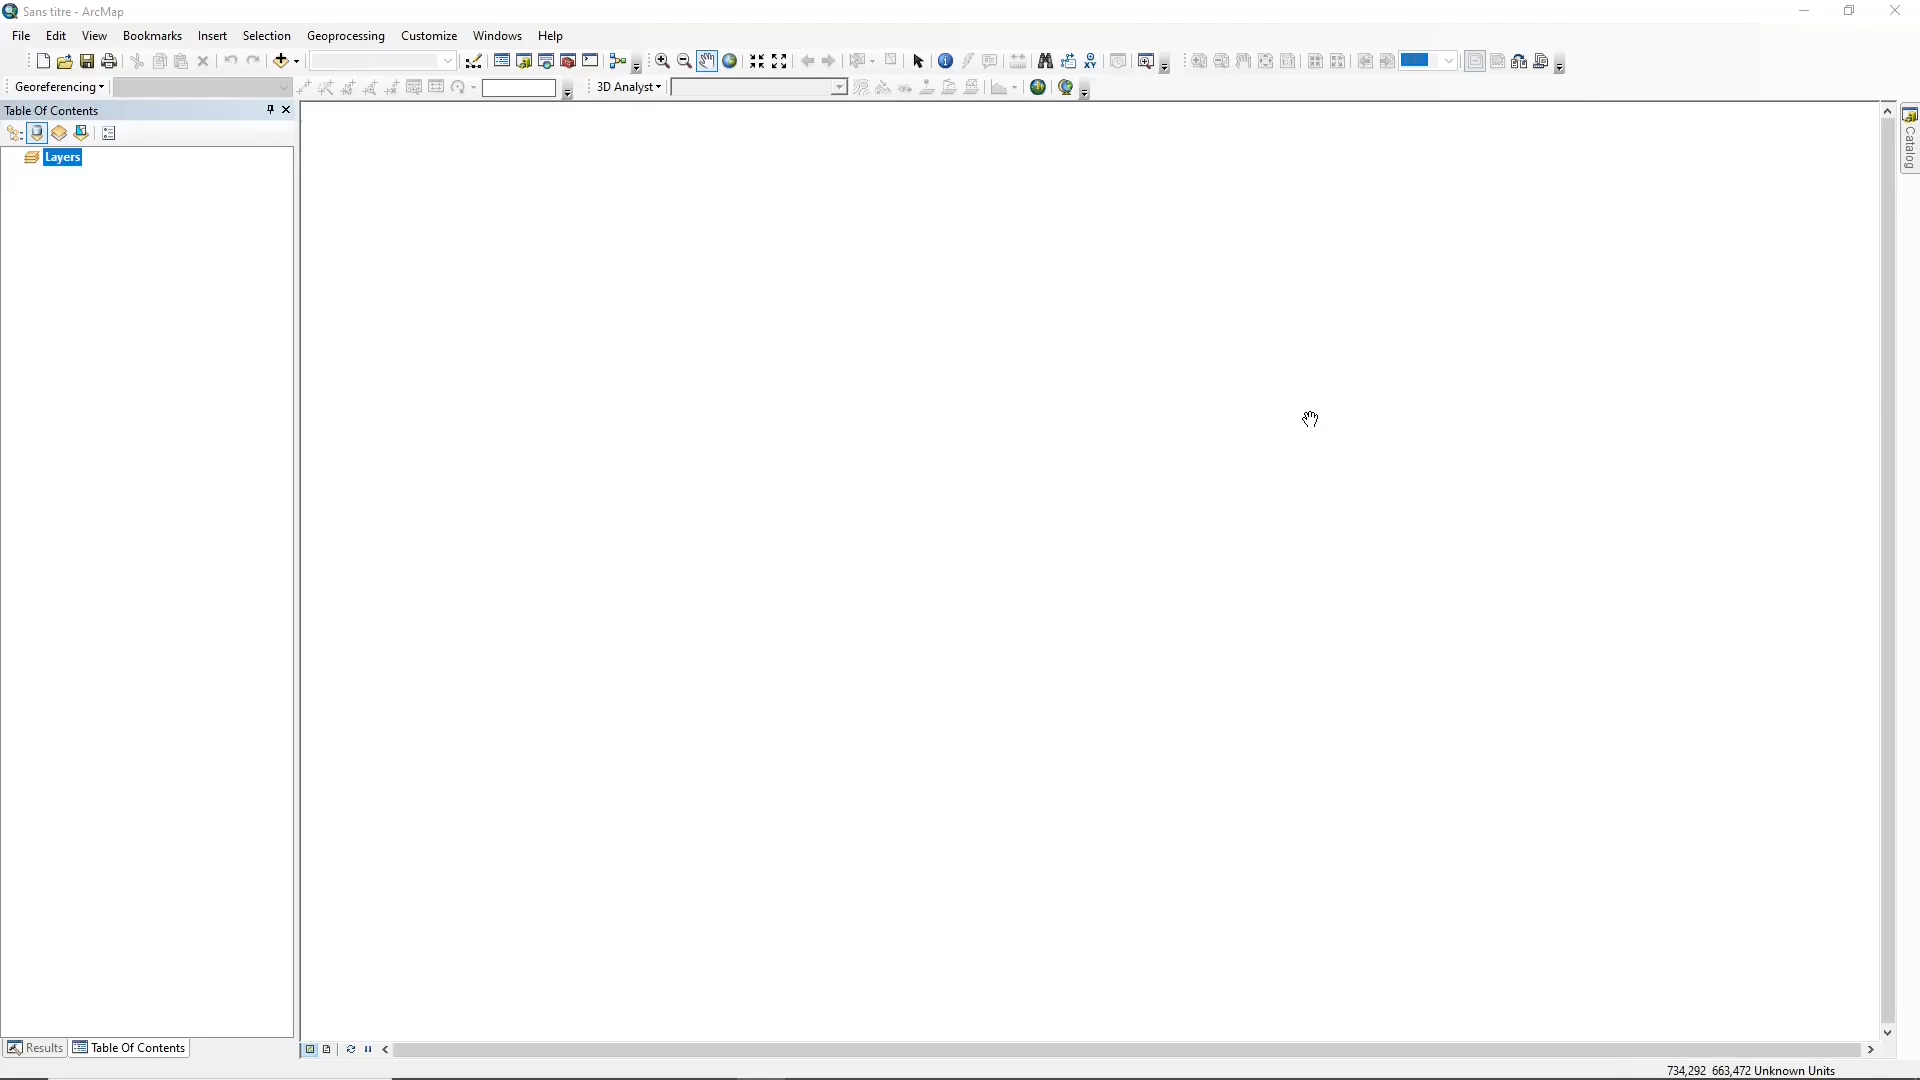 Sans titre - ArcMap
File Edit View Bookmarks Insert Selection Geoprocessing Customize Windows Help
Georeferencing 3D Analyst
Table Of Contents
Layers
Catalog
Results Table Of Contents
734,292 663,472 Unknown Units